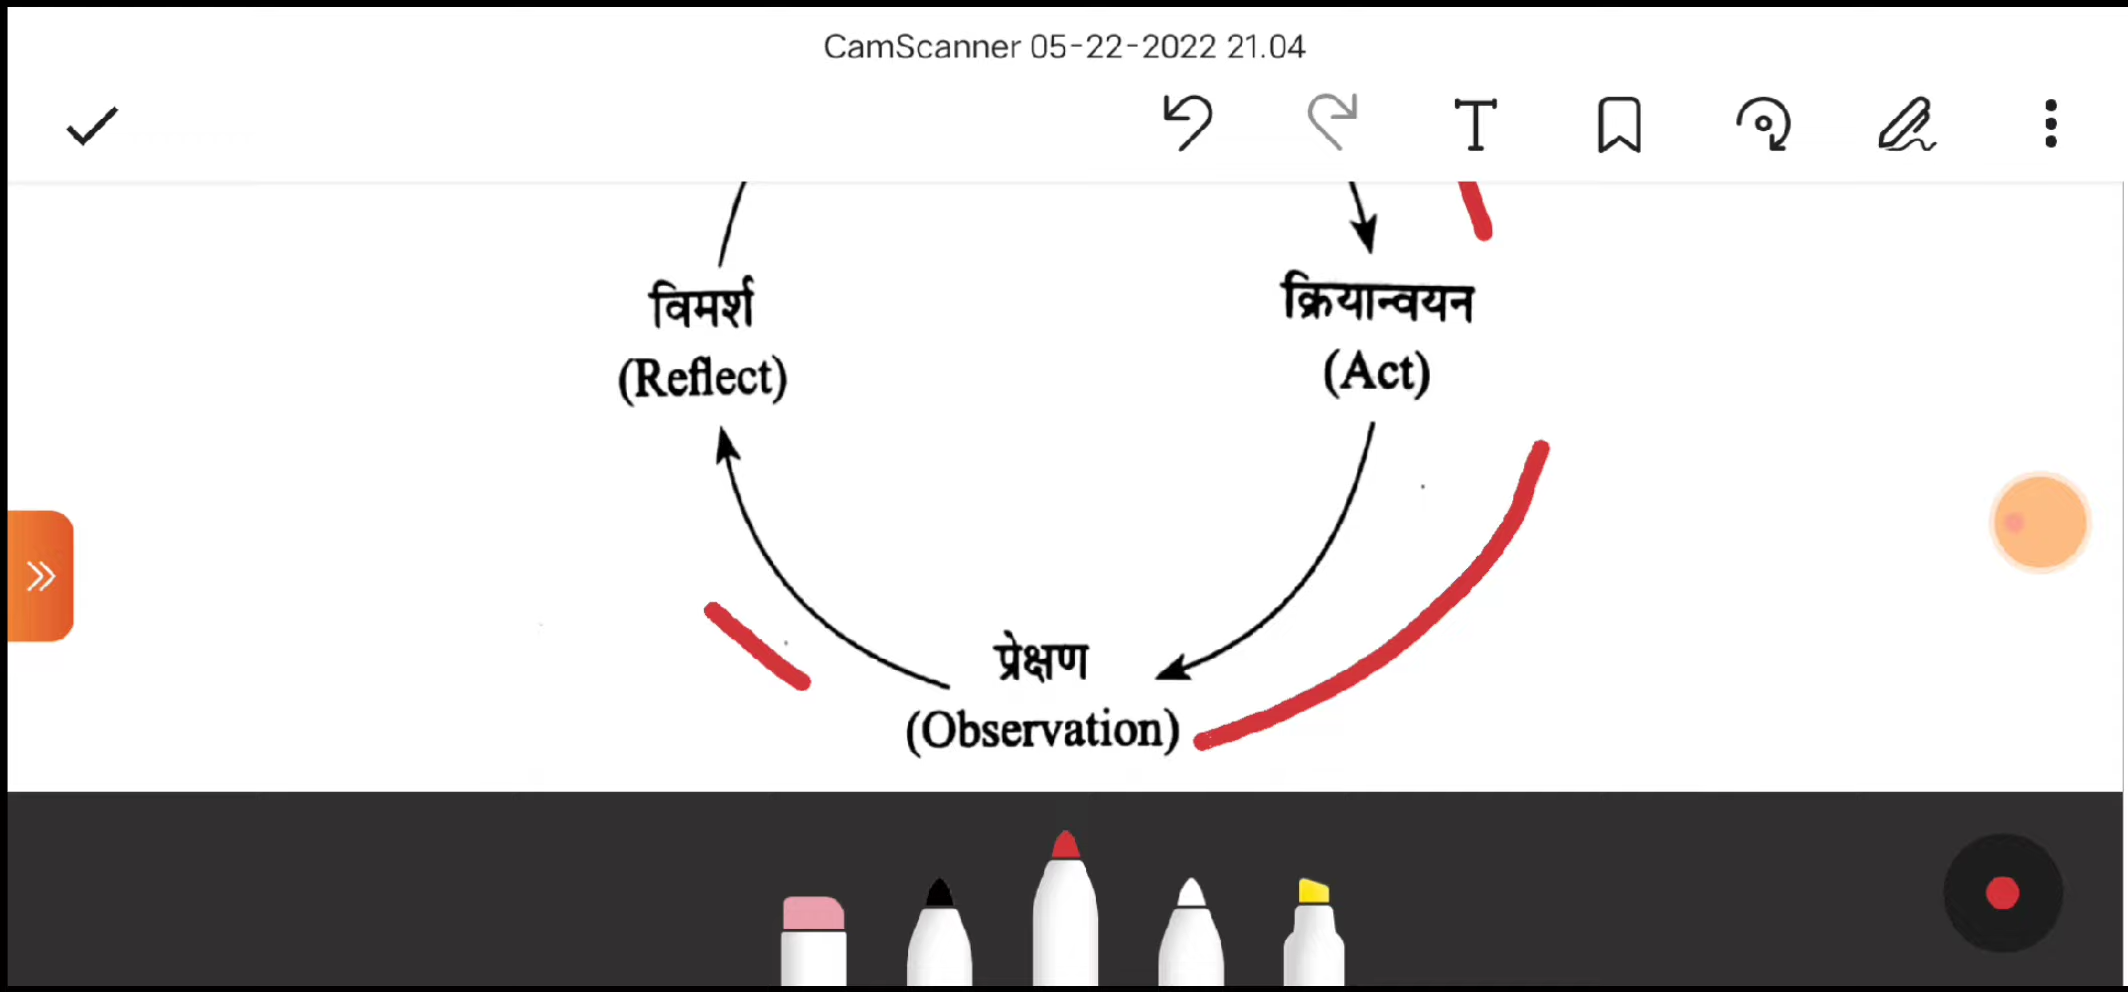 CamScanner 05-22-2022 21.04
विमर्श
(Reflect)
क्रियान्वयन
(Act)
प्रेक्षण
(Observation)